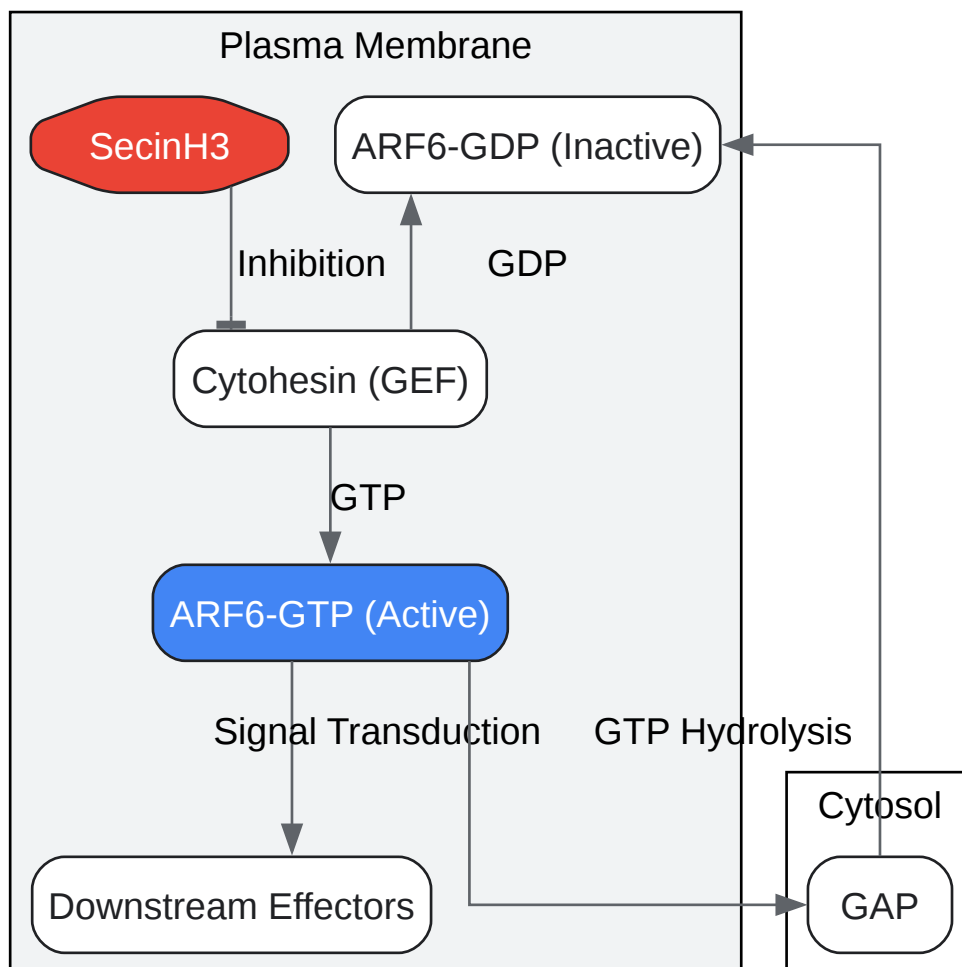 Plasma Membrane
SecinH3
ARF6-GDP (Inactive)
Inhibition
GDP
Cytohesin (GEF)
GTP
ARF6-GTP (Active)
Signal Transduction
GTP Hydrolysis
Cytosol
Downstream Effectors
GAP